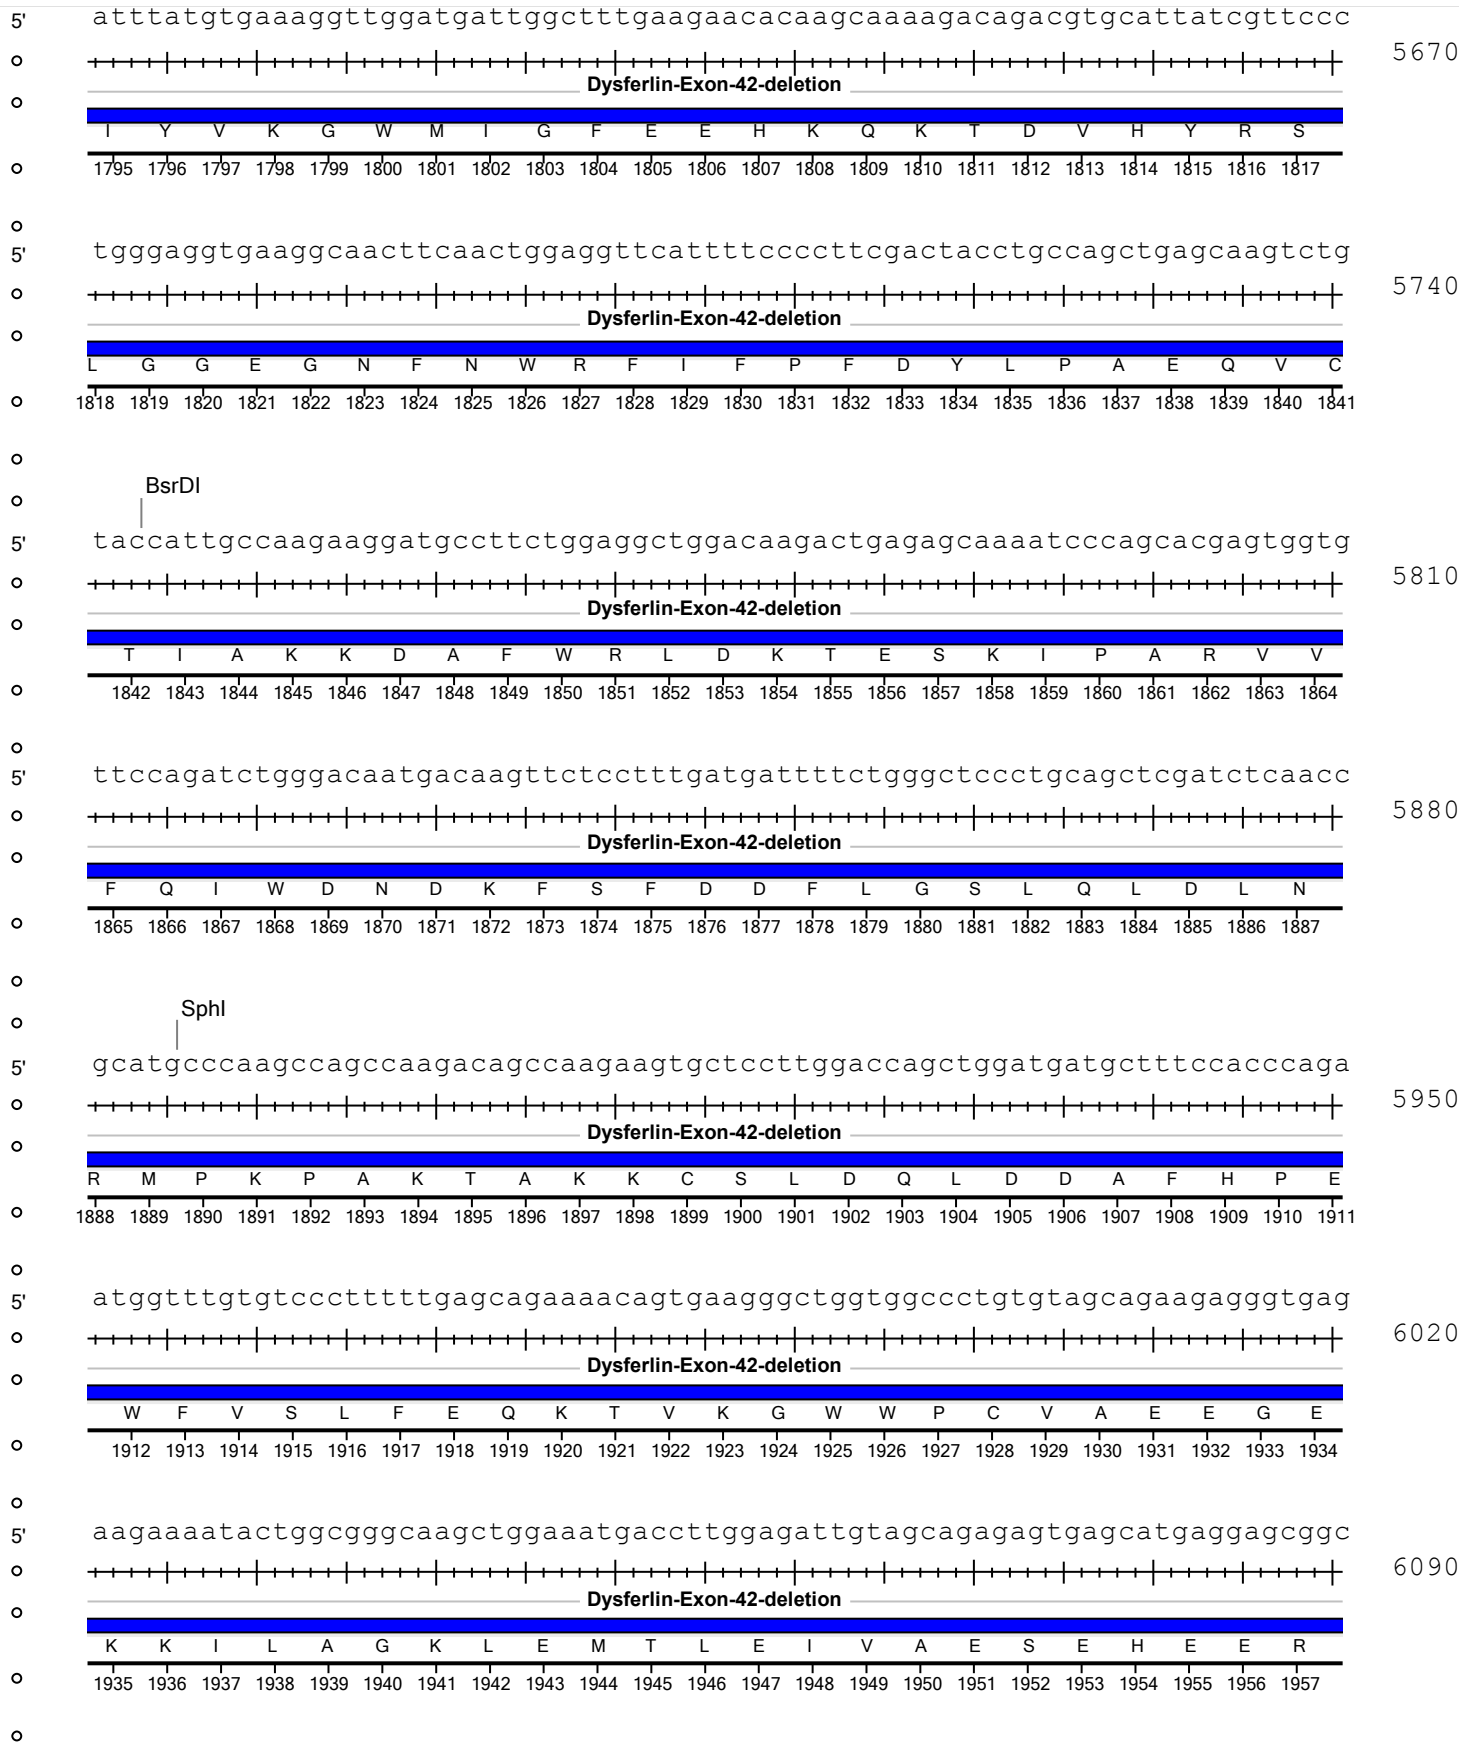 5' atttatgtgaaaggttggatgattggctttgaagaacacaagcaaaagacagacgtgcattatcgttccc
5670
Dysferlin-Exon-42-deletion
I Y V K G W M I G F E E H K Q K T D V H Y R S
1795 1796 1797 1798 1799 1800 1801 1802 1803 1804 1805 1806 1807 1808 1809 1810 1811 1812 1813 1814 1815 1816 1817
5' tgggaggtgaaggcaacttcaactggaggttcattttccccttcgactacctgccagctgagcaagtctg
5740
Dysferlin-Exon-42-deletion
L G G E G N F N W R F I F P F D Y L P A E Q V C
1818 1819 1820 1821 1822 1823 1824 1825 1826 1827 1828 1829 1830 1831 1832 1833 1834 1835 1836 1837 1838 1839 1840 1841
BsrDI
5' taccattgccaagaaggatgccttctggaggctggacaagactgagagcaaaatcccagcacgagtggtg
5810
Dysferlin-Exon-42-deletion
T I A K K D A F W R L D K T E S K I P A R V V
1842 1843 1844 1845 1846 1847 1848 1849 1850 1851 1852 1853 1854 1855 1856 1857 1858 1859 1860 1861 1862 1863 1864
5' ttccagatctgggacaatgacaagttctcctttgatgattttctgggctccctgcagctcgatctcaacc
5880
Dysferlin-Exon-42-deletion
F Q I W D N D K F S F D D F L G S L Q L D L N
1865 1866 1867 1868 1869 1870 1871 1872 1873 1874 1875 1876 1877 1878 1879 1880 1881 1882 1883 1884 1885 1886 1887
SphI
5' gcatgcccaagccagccaagacagccaagaagtgctccttggaccagctggatgatgctttccacccaga
5950
Dysferlin-Exon-42-deletion
R M P K P A K T A K K C S L D Q L D D A F H P E
1888 1889 1890 1891 1892 1893 1894 1895 1896 1897 1898 1899 1900 1901 1902 1903 1904 1905 1906 1907 1908 1909 1910 1911
5' atggtttgtgtccctttttgagcagaaaacagtgaagggctggtggccctgtgtagcagaagagggtgag
6020
Dysferlin-Exon-42-deletion
W F V S L F E Q K T V K G W W P C V A E E G E
1912 1913 1914 1915 1916 1917 1918 1919 1920 1921 1922 1923 1924 1925 1926 1927 1928 1929 1930 1931 1932 1933 1934
5' aagaaaatactggcgggcaagctggaaatgaccttggagattgtagcagagagtgagcatgaggagcggc
6090
Dysferlin-Exon-42-deletion
K K I L A G K L E M T L E I V A E S E H E E R
1935 1936 1937 1938 1939 1940 1941 1942 1943 1944 1945 1946 1947 1948 1949 1950 1951 1952 1953 1954 1955 1956 1957